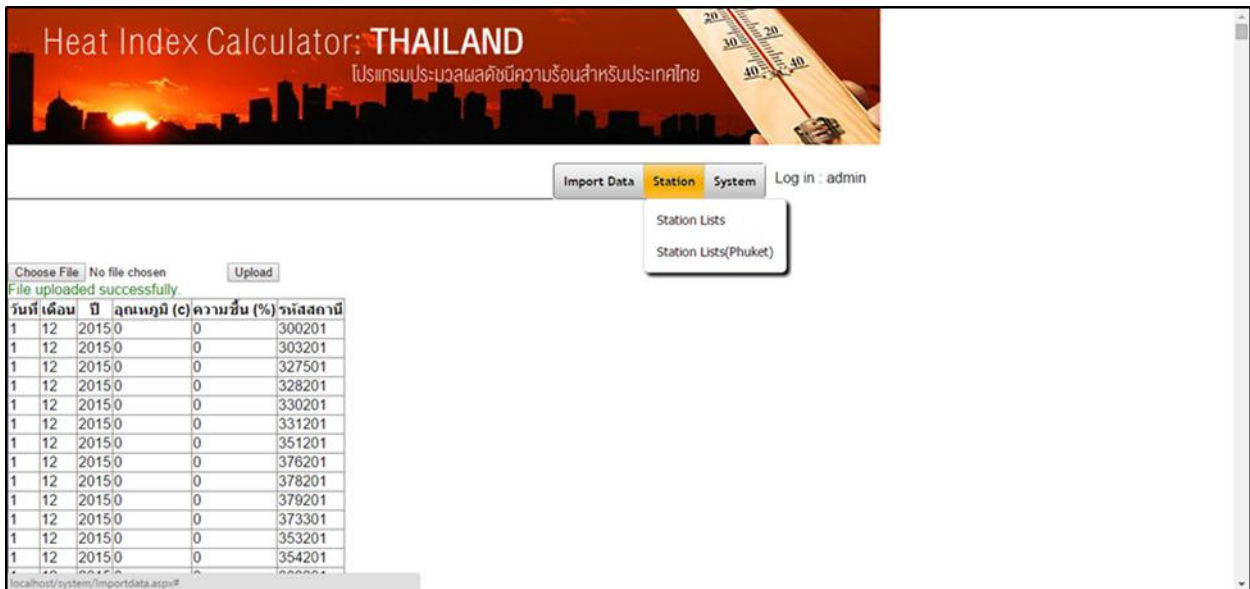 Heat Index Calculator: THAILAND
โปรแกรมประมวลผลดัชนีความร้อนสำหรับประเทศไทย
20
30 20
40 40
Import Data Station System Log in : admin
Station Lists
Station Lists(Phuket)
Choose File No file chosen Upload
File uploaded successfully.
วันที่ เดือน ปี อุณหภูมิ (c) ความชื้น (%) รหัสสถานี
1 12 2015 0 0 300201
1 12 2015 0 0 303201
1 12 2015 0 0 327501
1 12 2015 0 0 328201
1 12 2015 0 0 330201
1 12 2015 0 0 331201
1 12 2015 0 0 351201
1 12 2015 0 0 376201
1 12 2015 0 0 378201
1 12 2015 0 0 379201
1 12 2015 0 0 373301
1 12 2015 0 0 353201
1 12 2015 0 0 354201
localhost/system/Importdata.aspx#